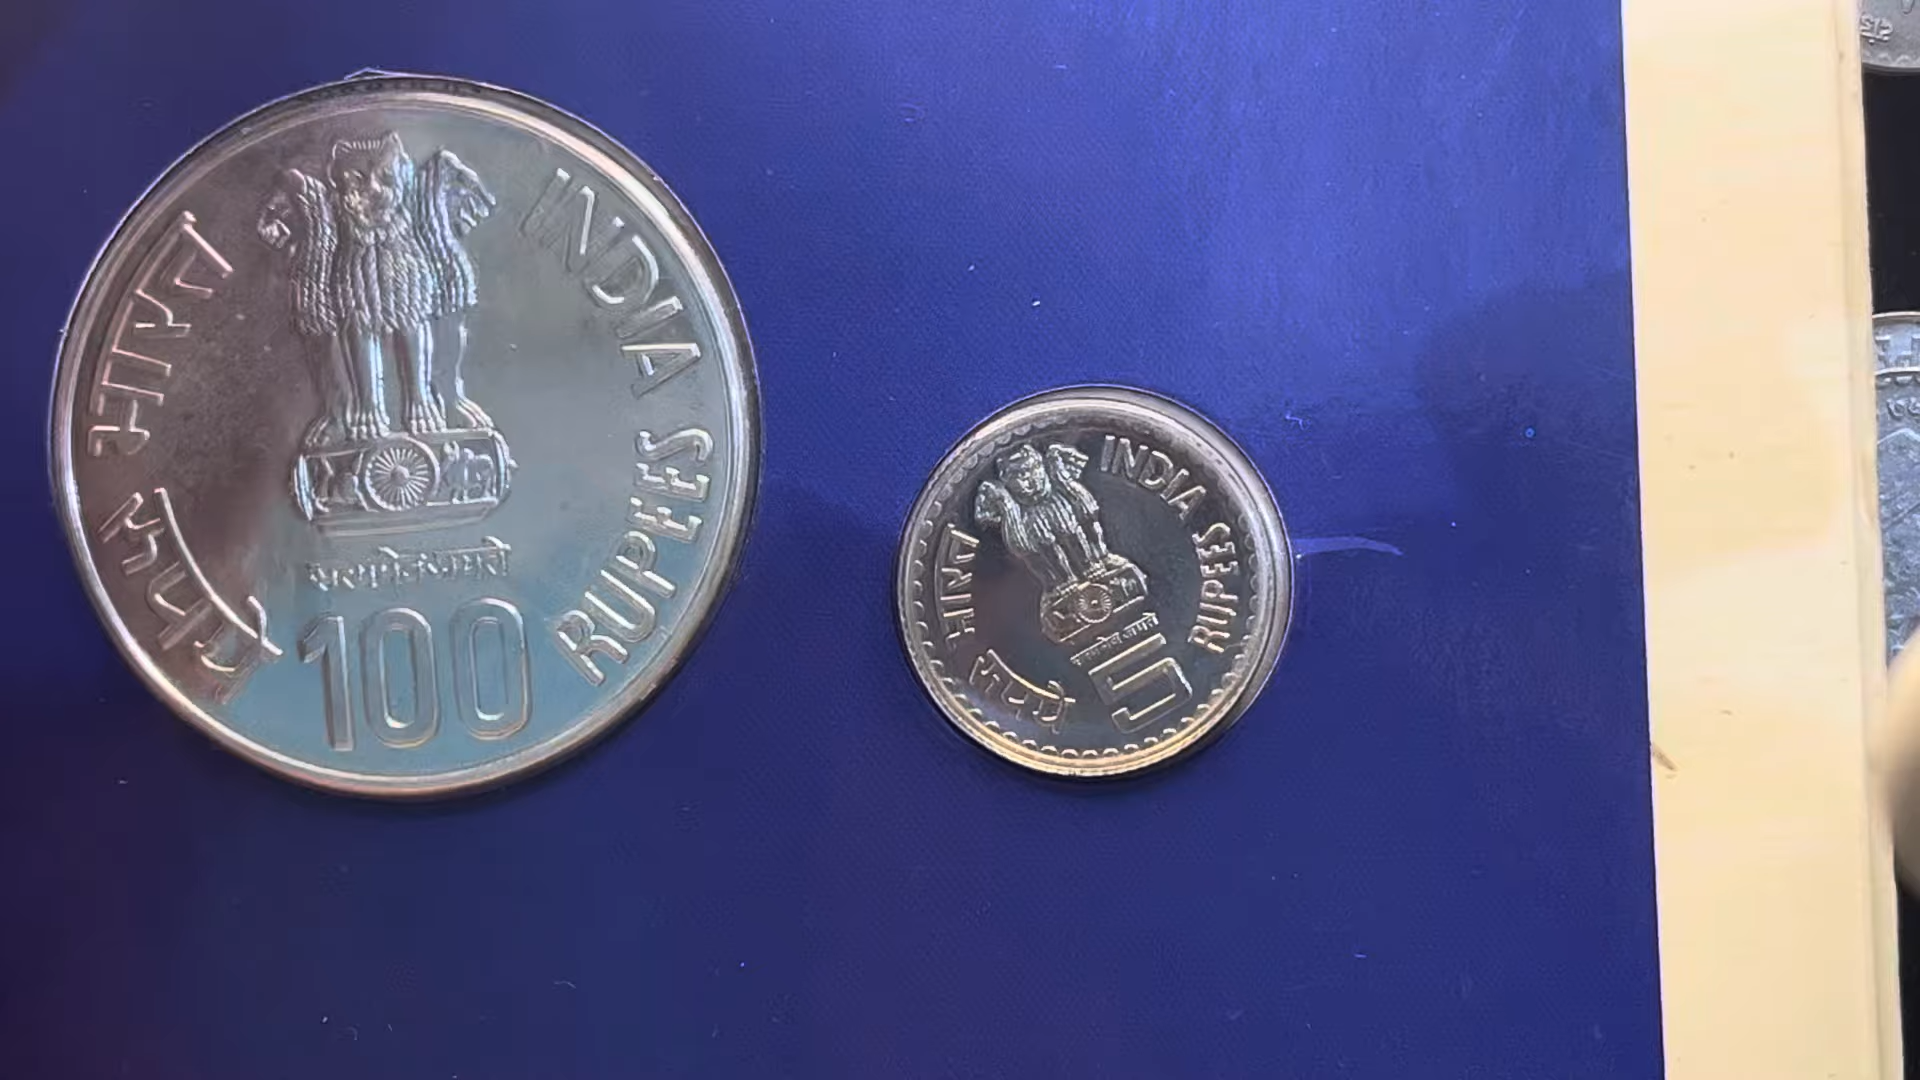 भारत
INDIA
रुपये
RUPEES
सत्यमेव जयते
100
भारत
INDIA
रुपये
RUPEES
सत्यमेव जयते
5